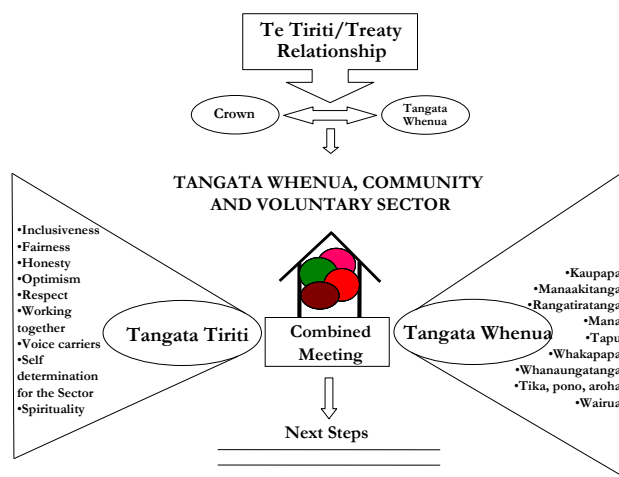 Te Tiriti/Treaty
Relationship
Crown
Tangata
Whenua
TANGATA WHENUA, COMMUNITY
AND VOLUNTARY SECTOR
•Inclusiveness
•Fairness
•Honesty
•Optimism
•Respect
•Working
together
•Voice carriers
•Self
determination
for the Sector
•Spirituality
Tangata Tiriti
Combined
Meeting
Tangata Whenua
•Kaupapa
•Manaakitanga
•Rangatiratanga
•Mana
•Tapu
•Whakapapa
•Whanaungatanga
•Tika, pono, aroha
•Wairua
Next Steps